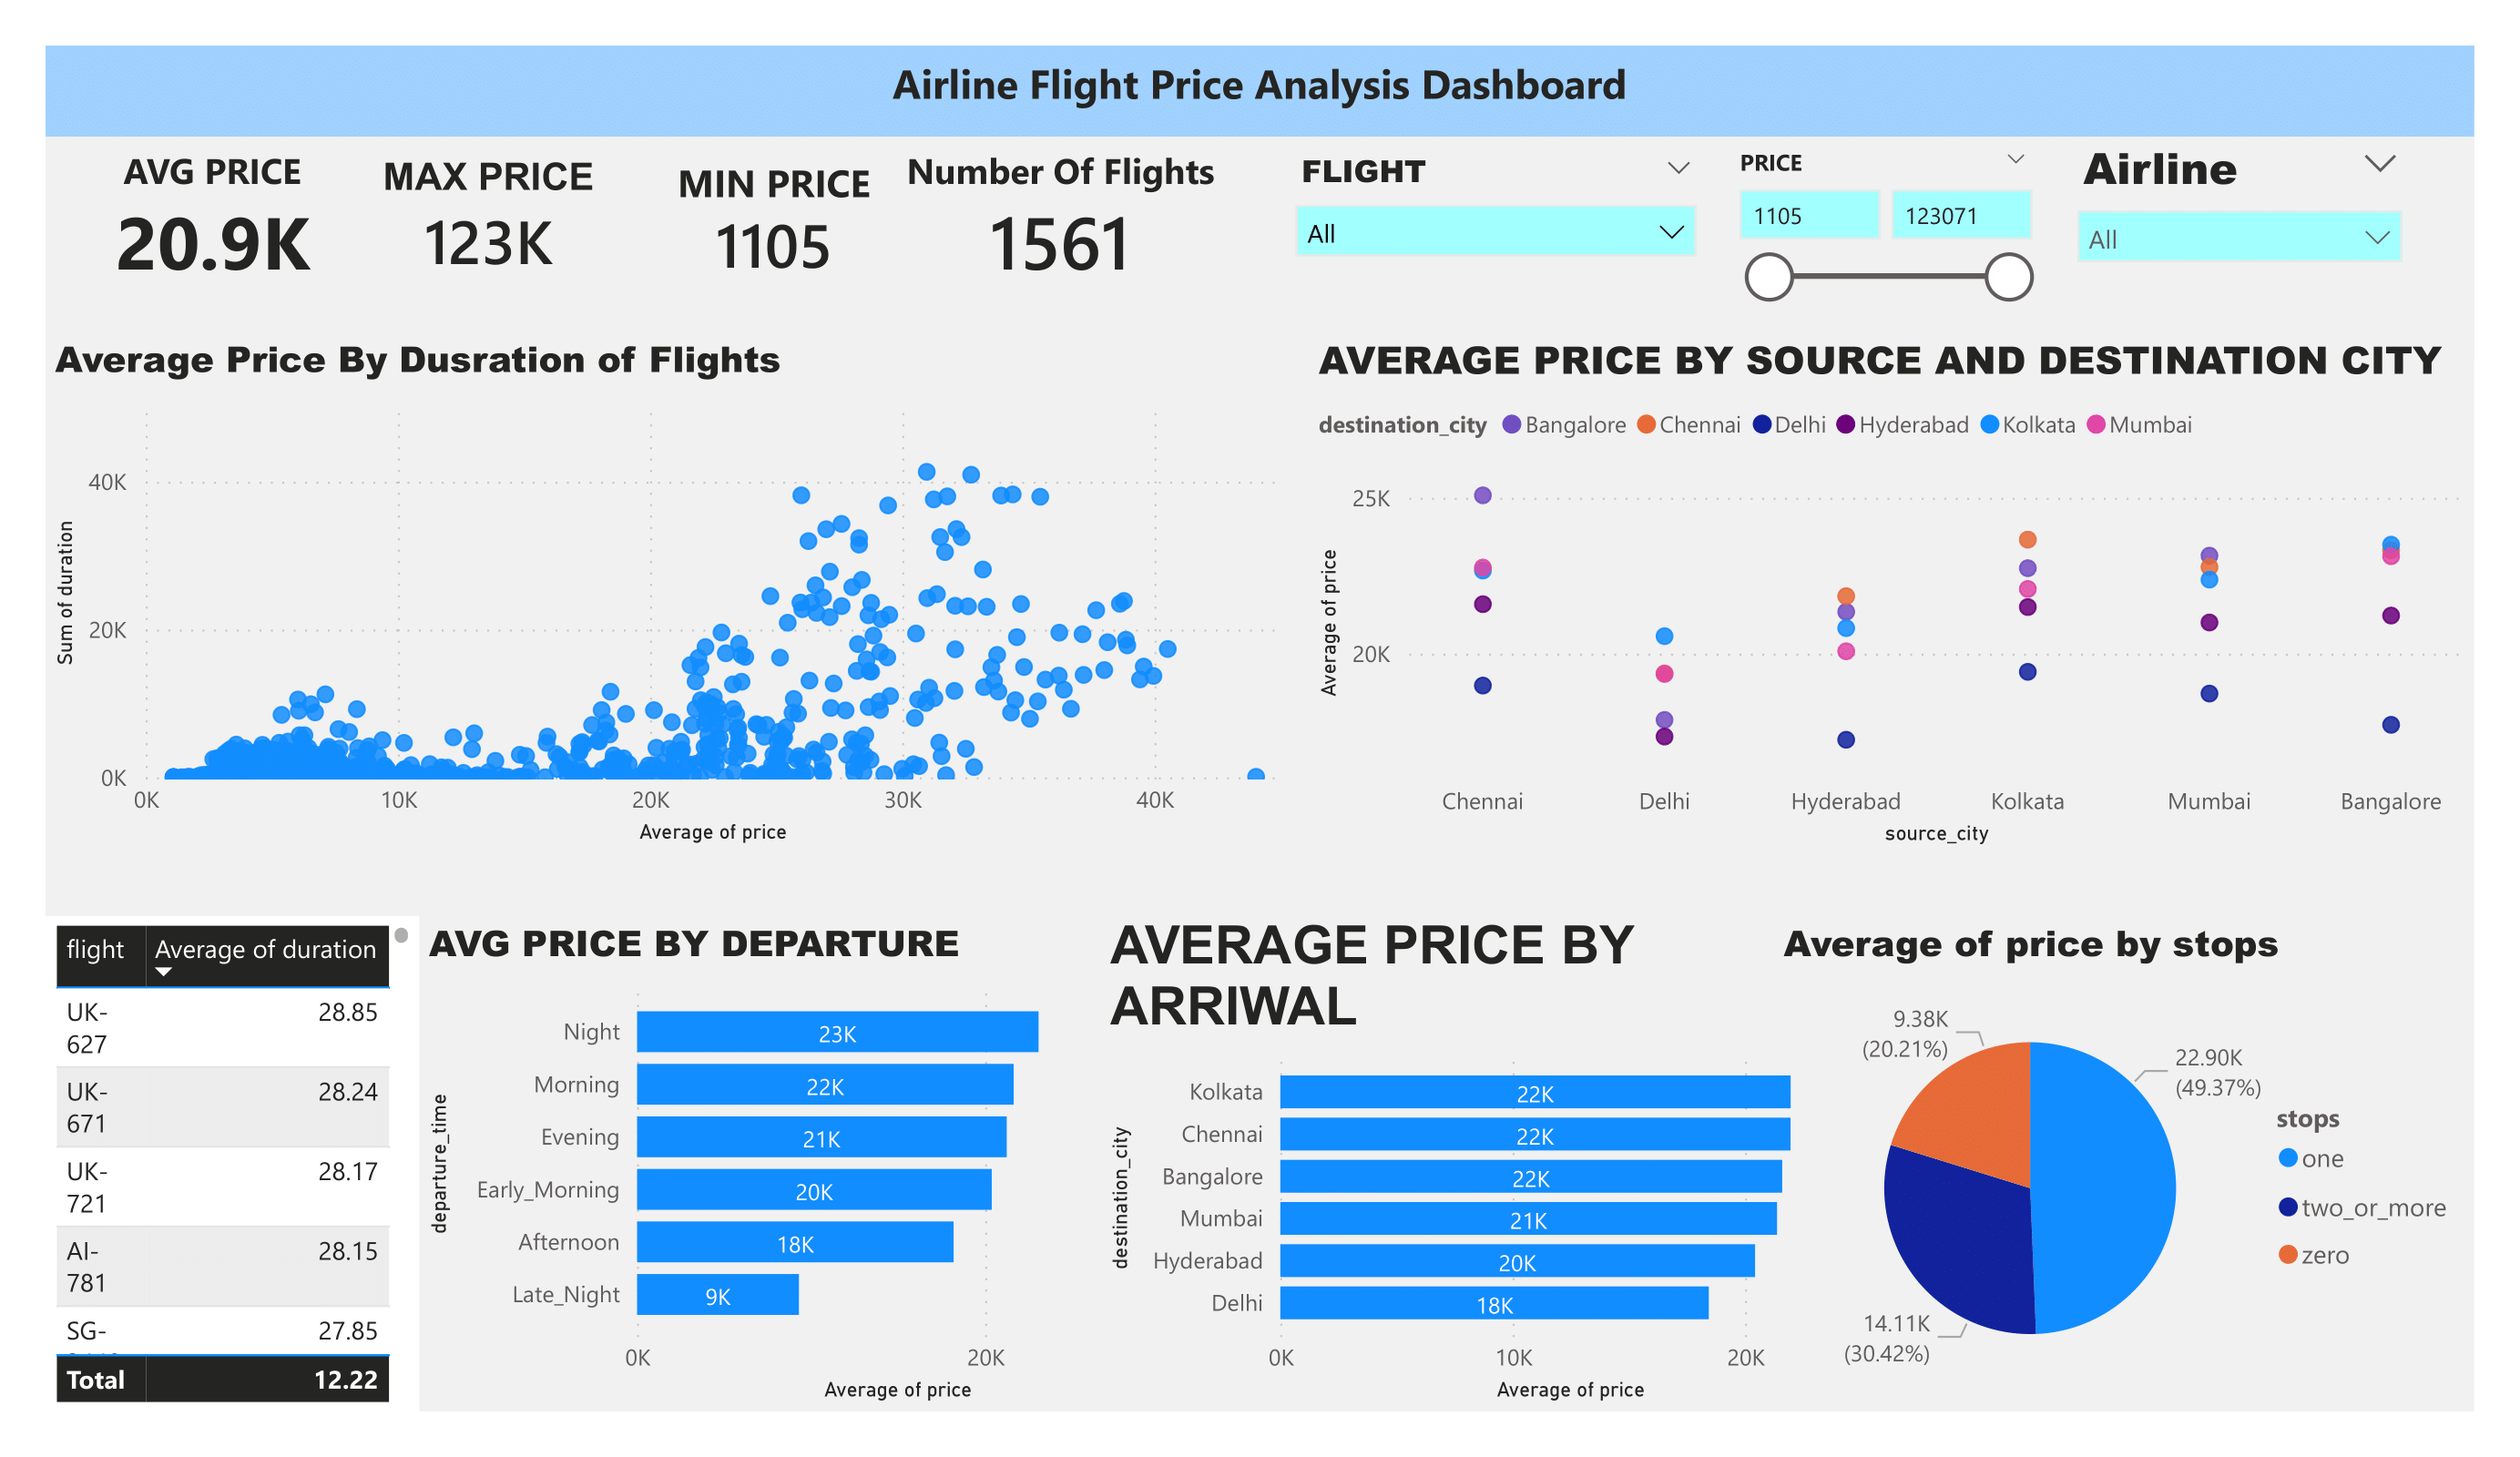 Airline Flight Price Analysis Dashboard
AVG PRICE
20.9K
MAX PRICE
123K
MIN PRICE
1105
Number Of Flights
1561
FLIGHT
All
PRICE
1105
123071
Airline
All
Average Price By Dusration of Flights
Sum of duration
40K
20K
0K
0K 10K 20K 30K 40K
Average of price
AVERAGE PRICE BY SOURCE AND DESTINATION CITY
destination_city Bangalore Chennai Delhi Hyderabad Kolkata Mumbai
Average of price
25K
20K
Chennai Delhi Hyderabad Kolkata Mumbai Bangalore
source_city
flight Average of duration
UK-
627 28.85
UK-
671 28.24
UK-
721 28.17
AI-
781 28.15
SG- 27.85
Total 12.22
AVG PRICE BY DEPARTURE
departure_time
Night 23K
Morning 22K
Evening 21K
Early_Morning 20K
Afternoon 18K
Late_Night 9K
0K 20K
Average of price
AVERAGE PRICE BY
ARRIWAL
destination_city
Kolkata 22K
Chennai 22K
Bangalore 22K
Mumbai 21K
Hyderabad 20K
Delhi 18K
0K 10K 20K
Average of price
Average of price by stops
9.38K
(20.21%)
22.90K
(49.37%)
14.11K
(30.42%)
stops
one
two_or_more
zero